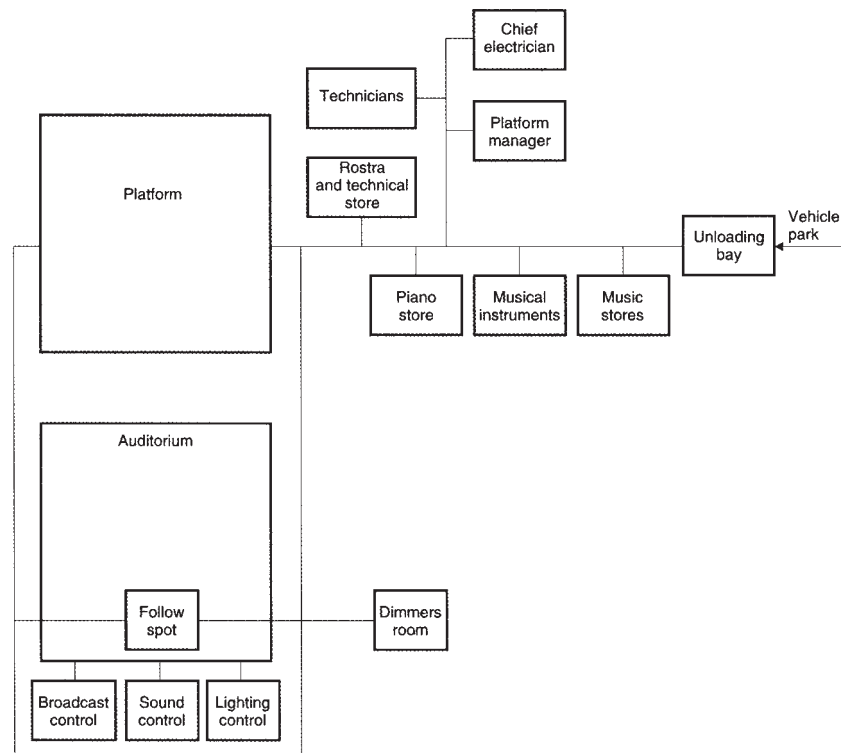 Chief
electrician
Technicians
Platform
manager
Platform
Rostra
and technical
store
Vehicle
park
Unloading
bay
Piano
store
Musical
instruments
Music
stores
Auditorium
Follow
spot
Dimmers
room
Broadcast
control
Sound
control
Lighting
control